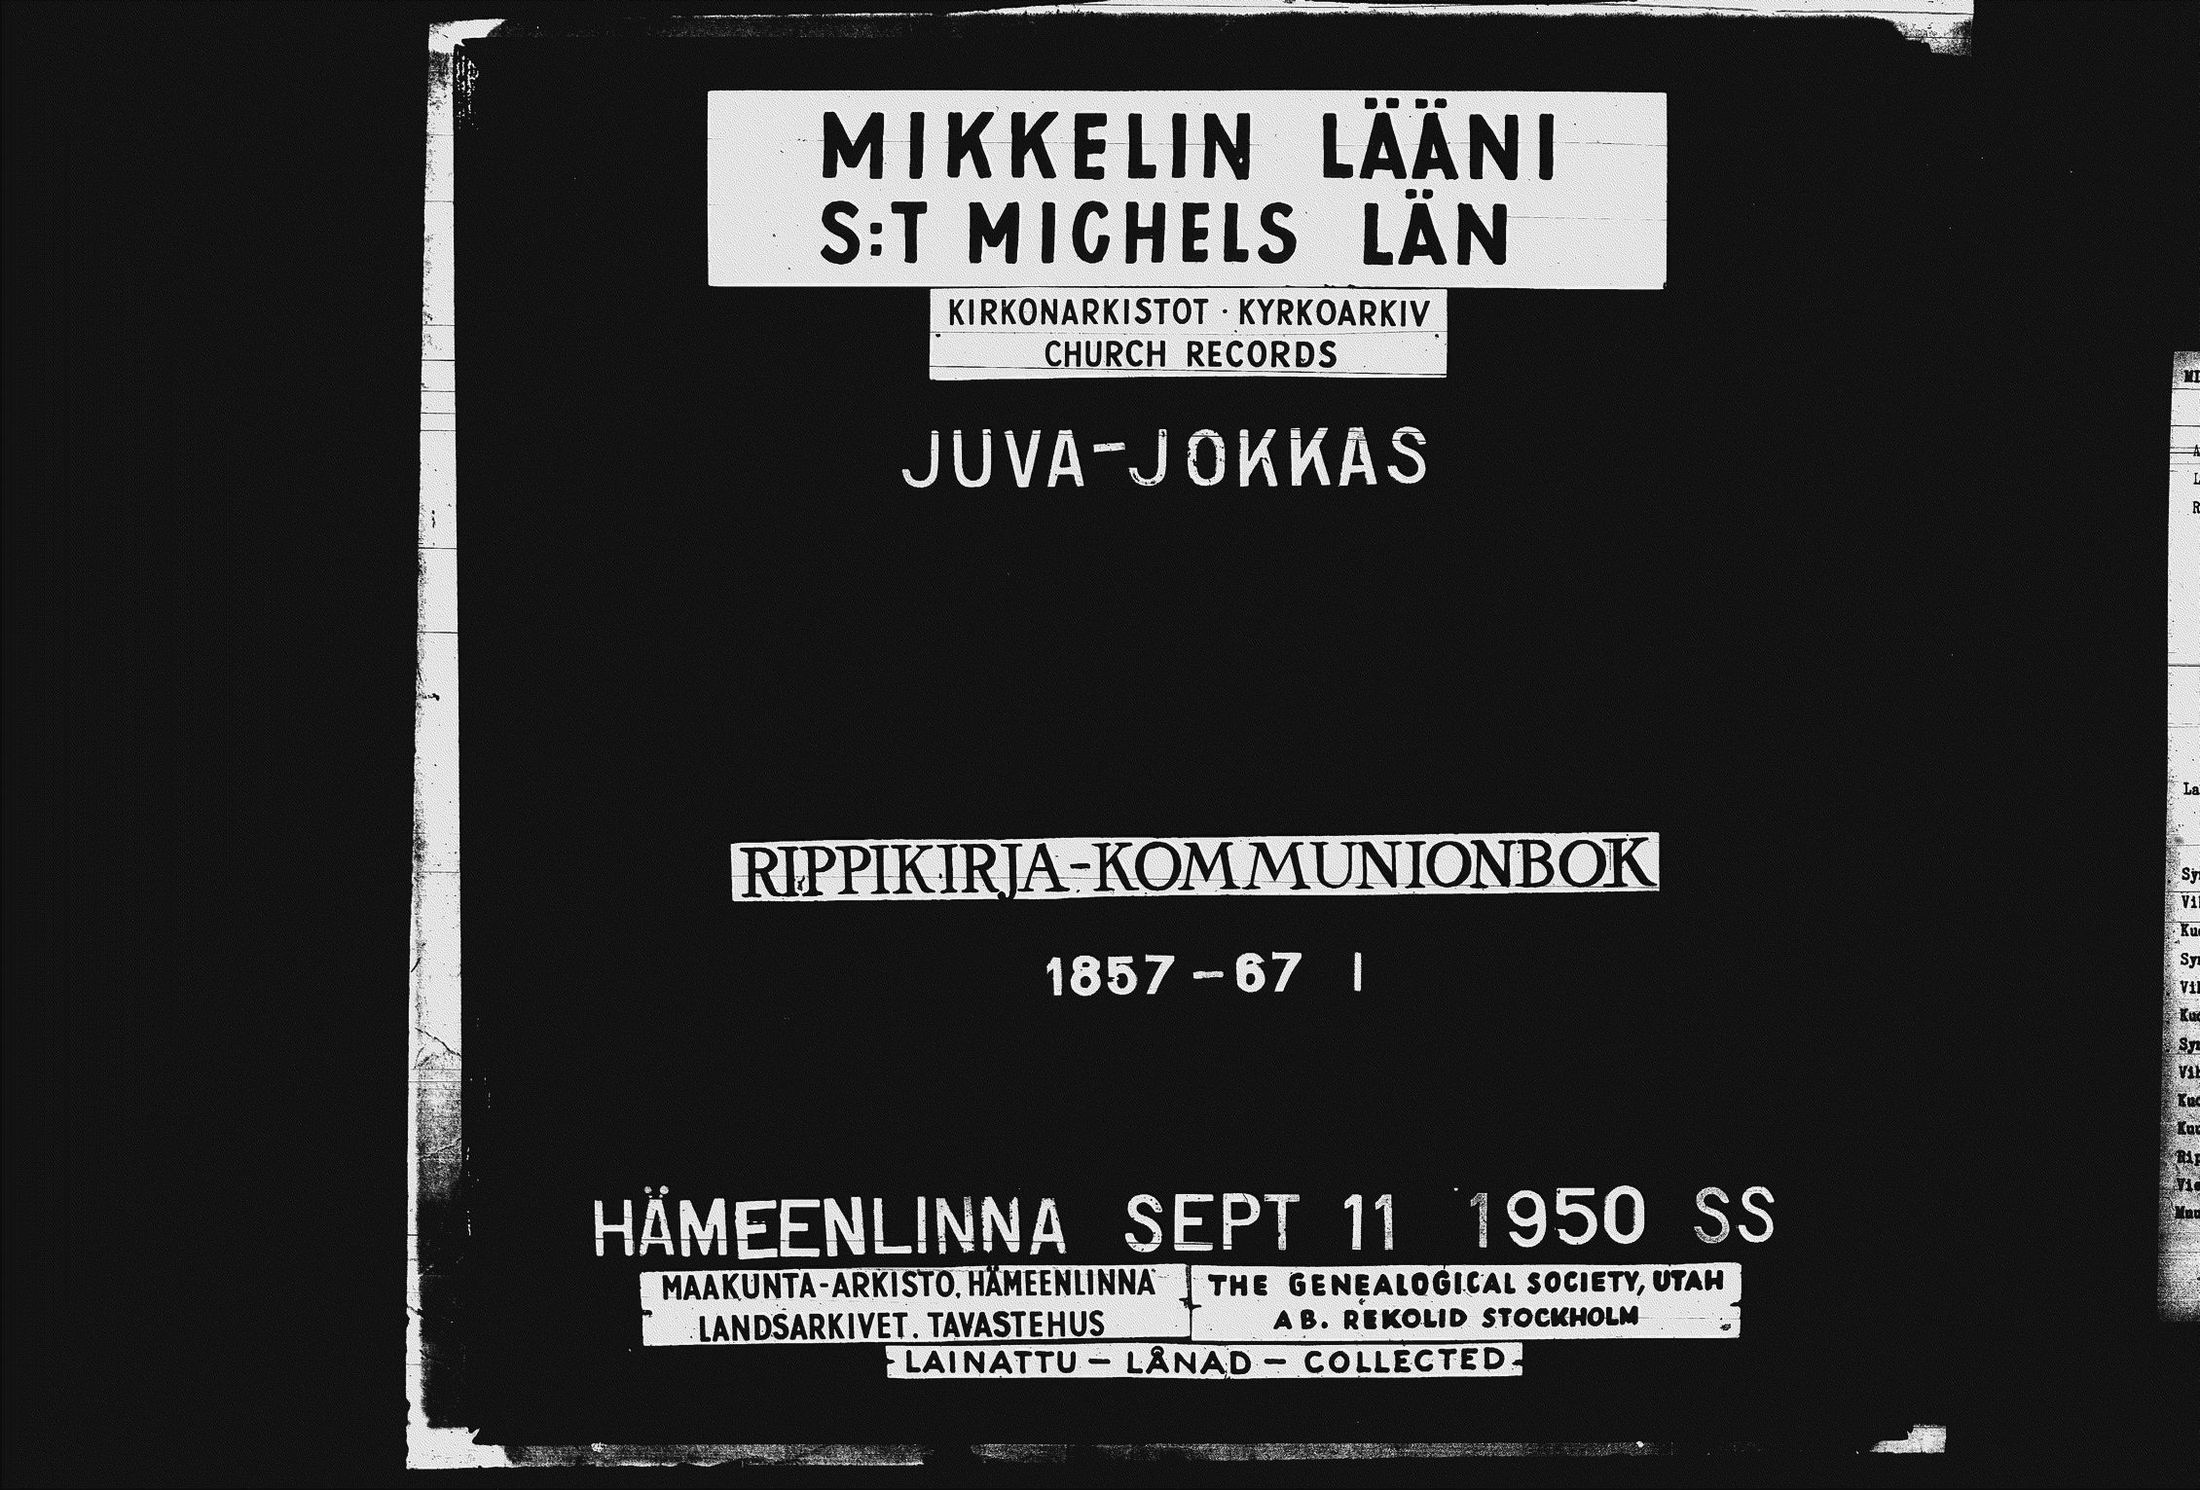 MIKKELIN LÄÄNI
S:T MICHELS LÄN
KIRKONARKISTOT · KYRKOARKIV
CHURCH RECORDS
JUVA-JOKKAS
RIPPIKIRJA-KOMMUNIONBOK
1857-67 I
HÄMEENLINNA SEPT 11 1950 SS
MAAKUNTA-ARKISTO, HÄMEENLINNA
LANDSARKIVET. TAVASTEHUS
THE GENEALOGICAL SOCIETY, UTAH
AB. REKOLID STOCKHOLM
LAINATTU - LÅNAD - COLLECTED